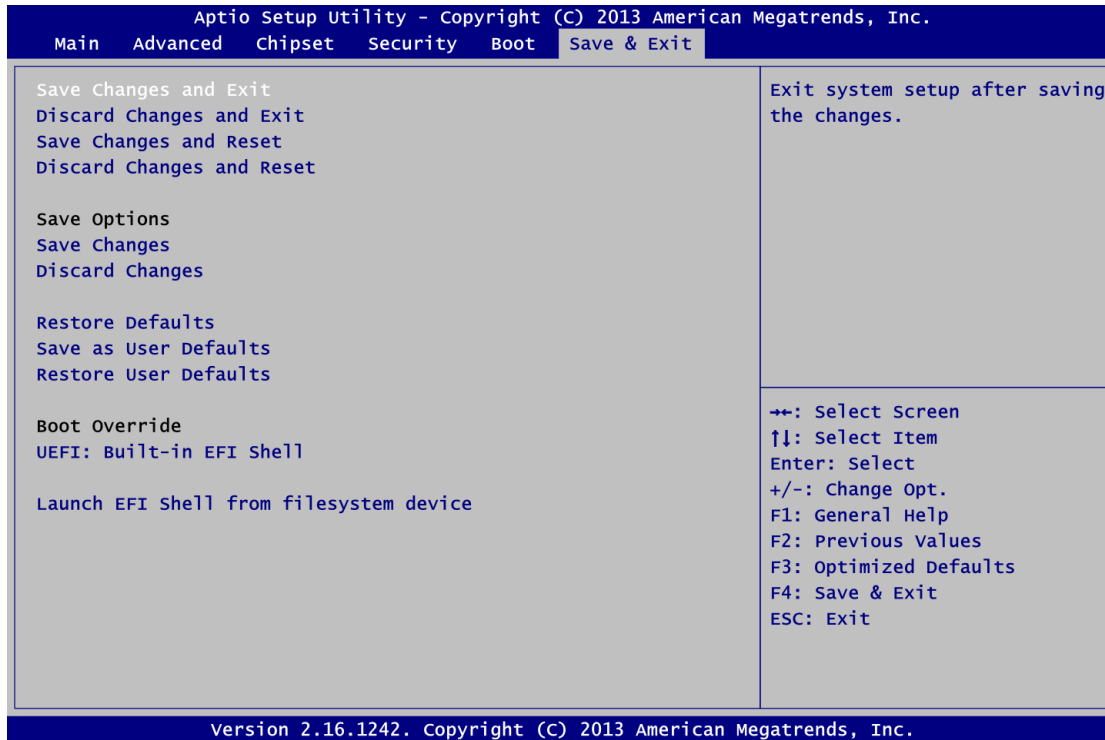 Aptio Setup Utility - Copyright (C) 2013 American Megatrends, Inc.
Main Advanced Chipset Security Boot Save & Exit
Save Changes and Exit
Discard Changes and Exit
Save Changes and Reset
Discard Changes and Reset
Save Options
Save Changes
Discard Changes
Restore Defaults
Save as User Defaults
Restore User Defaults
Boot Override
UEFI: Built-in EFI Shell
Launch EFI Shell from filesystem device
Exit system setup after saving
the changes.
→←: Select Screen
↑↓: Select Item
Enter: Select
+/-: Change Opt.
F1: General Help
F2: Previous Values
F3: Optimized Defaults
F4: Save & Exit
ESC: Exit
Version 2.16.1242. Copyright (C) 2013 American Megatrends, Inc.